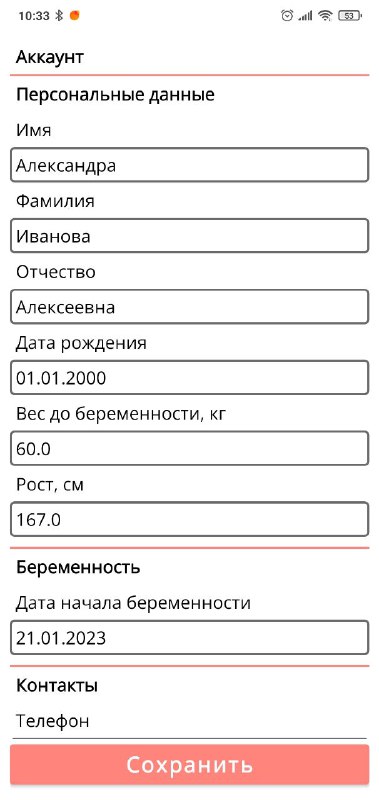 10:33
53
Аккаунт
Персональные данные
Имя
Александра
Фамилия
Иванова
Отчество
Алексеевна
Дата рождения
01.01.2000
Вес до беременности, кг
60.0
Рост, см
167.0
Беременность
Дата начала беременности
21.01.2023
Контакты
Телефон
Сохранить